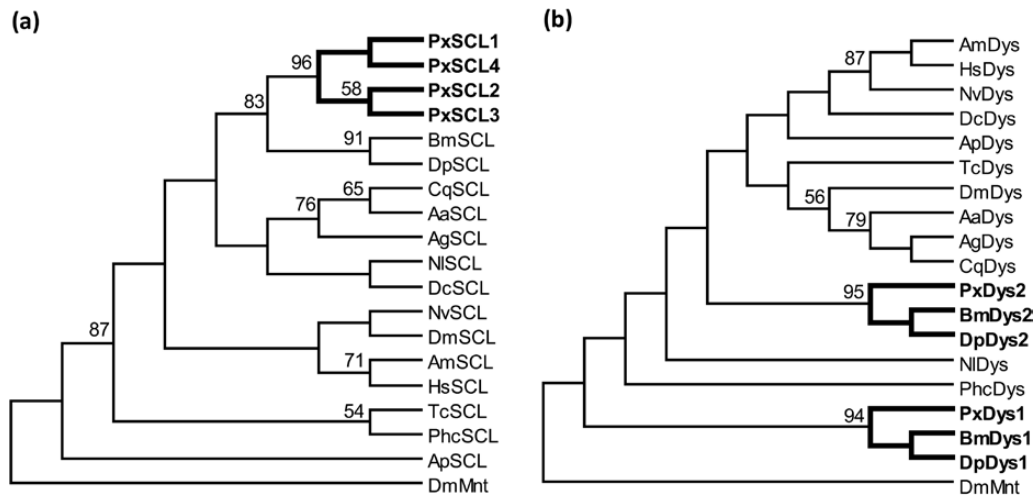 (a)
PxSCL1
96
PxSCL4
83
58
PxSCL2
PxSCL3
91
BmSCL
DpSCL
65
CqSCL
76
AaSCL
AgSCL
NlSCL
DcSCL
87
NvSCL
DmSCL
71
AmSCL
HsSCL
54
TcSCL
PhcSCL
ApSCL
DmMnt
(b)
AmDys
87
HsDys
NvDys
DcDys
ApDys
TcDys
56
DmDys
79
AaDys
AgDys
CqDys
95
PxDys2
BmDys2
DpDys2
NlDys
PhcDys
94
PxDys1
BmDys1
DpDys1
DmMnt